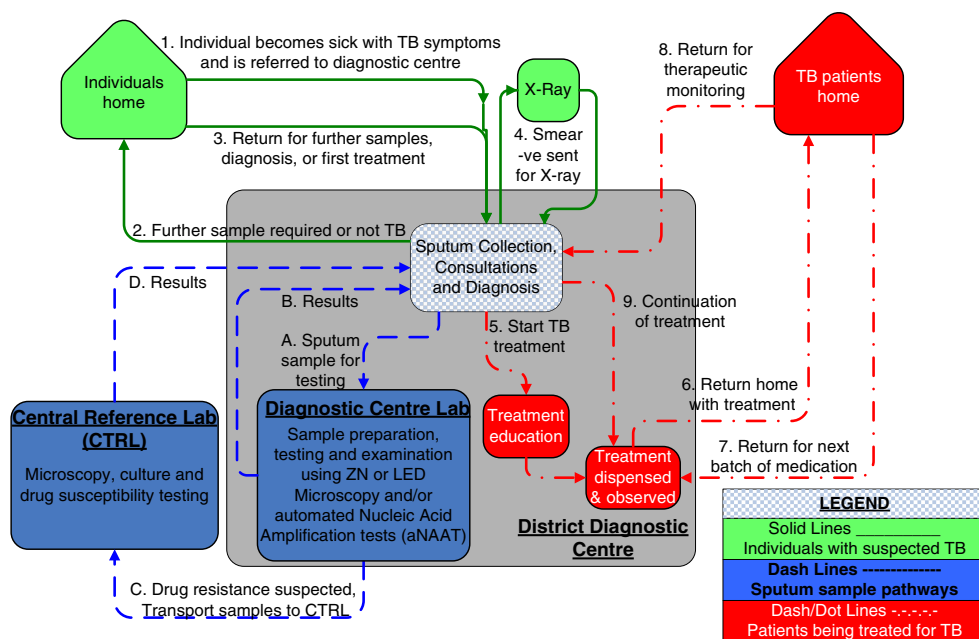 1. Individual becomes sick with TB symptoms
and is referred to diagnostic centre
Individuals
home
3. Return for further samples,
diagnosis, or first treatment
X-Ray
4. Smear
-ve sent
for X-ray
8. Return for
therapeutic
monitoring
TB patients
home
2. Further sample required or not TB
Sputum Collection,
Consultations
and Diagnosis
D. Results
B. Results
A. Sputum
sample for
testing
5. Start TB
treatment
9. Continuation
of treatment
6. Return home
with treatment
7. Return for next
batch of medication
Central Reference Lab
(CTRL)
Microscopy, culture and
drug susceptibility testing
Diagnostic Centre Lab
Sample preparation,
testing and examination
using ZN or LED
Microscopy and/or
automated Nucleic Acid
Amplification tests (aNAAT)
Treatment
education
Treatment
dispensed
& observed
District Diagnostic
Centre
C. Drug resistance suspected,
Transport samples to CTRL
LEGEND
Solid Lines __________
Individuals with suspected TB
Dash Lines --------------
Sputum sample pathways
Dash/Dot Lines -.-.-.-.-
Patients being treated for TB